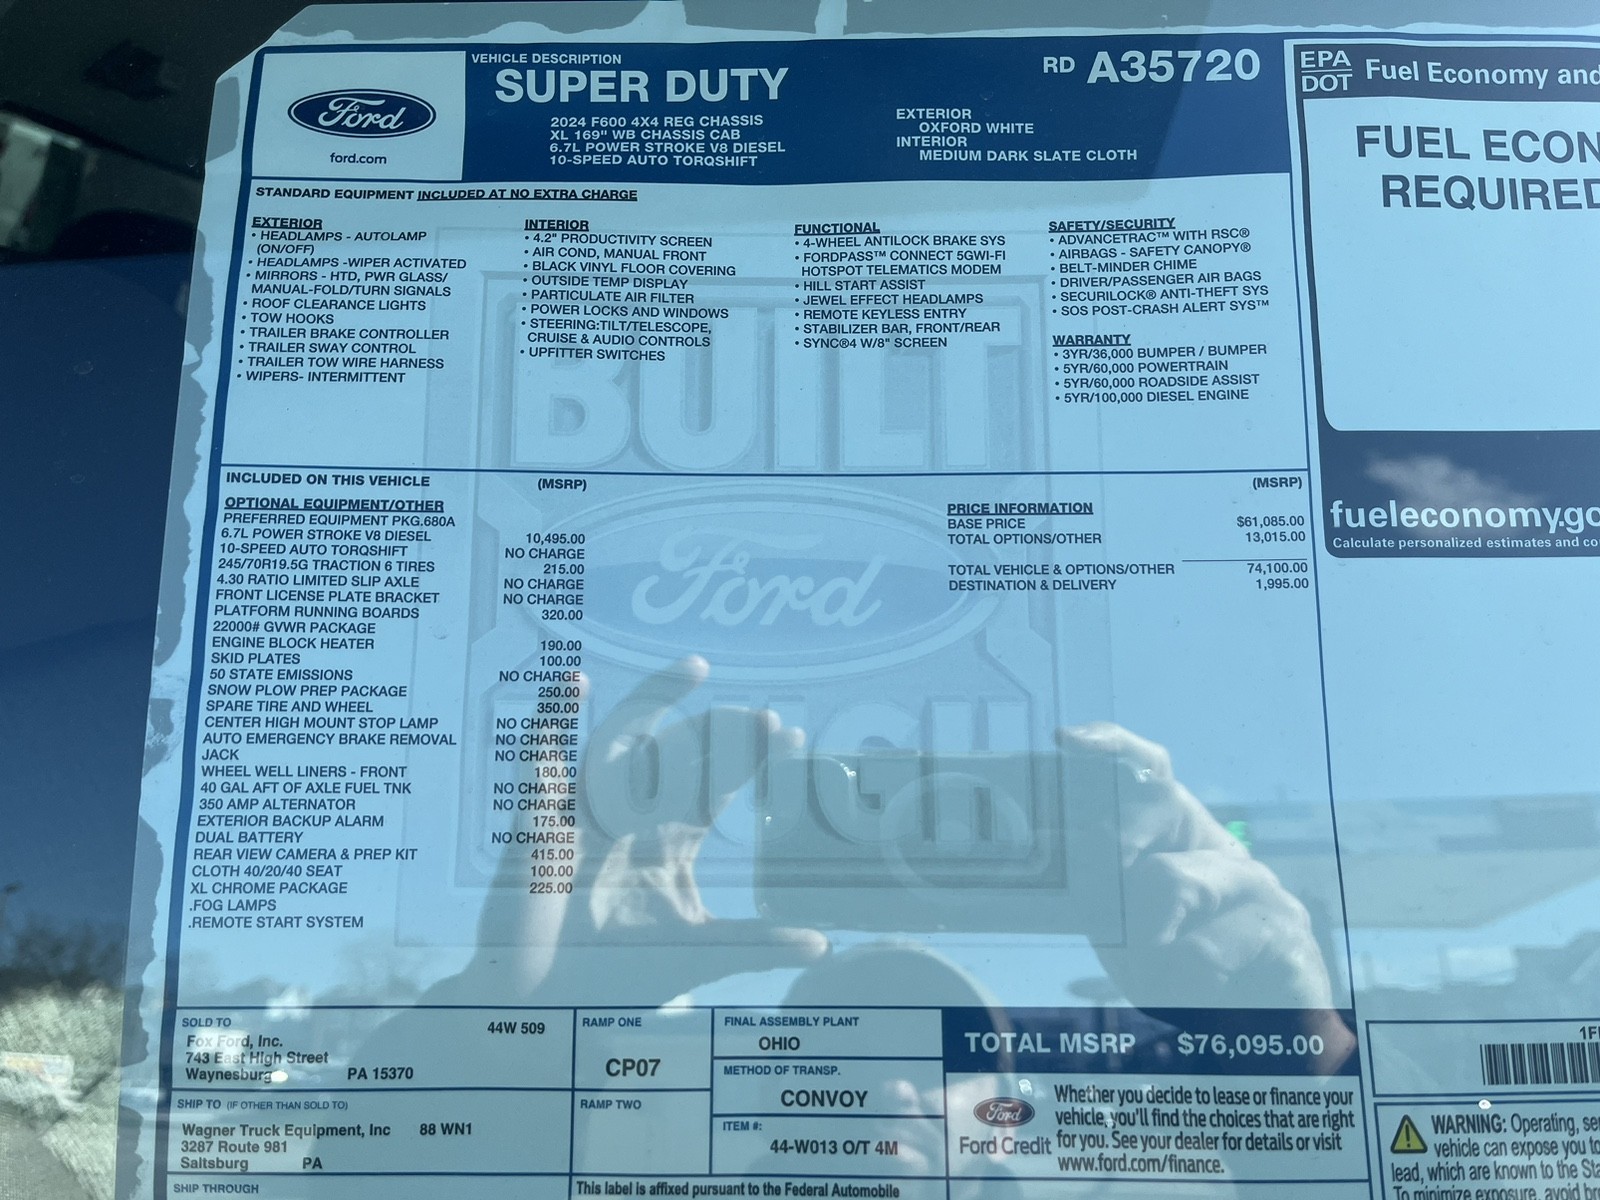 Ford
ford.com
VEHICLE DESCRIPTION
SUPER DUTY
2024 F600 4X4 REG CHASSIS
XL 169" WB CHASSIS CAB
6.7L POWER STROKE V8 DIESEL
10-SPEED AUTO TORQSHIFT
RD A35720
EXTERIOR
OXFORD WHITE
INTERIOR
MEDIUM DARK SLATE CLOTH
STANDARD EQUIPMENT INCLUDED AT NO EXTRA CHARGE
EXTERIOR
• HEADLAMPS - AUTOLAMP
(ON/OFF)
• HEADLAMPS -WIPER ACTIVATED
• MIRRORS - HTD, PWR GLASS/
MANUAL-FOLD/TURN SIGNALS
• ROOF CLEARANCE LIGHTS
• TOW HOOKS
• TRAILER BRAKE CONTROLLER
• TRAILER SWAY CONTROL
• TRAILER TOW WIRE HARNESS
• WIPERS- INTERMITTENT
INTERIOR
• 4.2" PRODUCTIVITY SCREEN
• AIR COND, MANUAL FRONT
• BLACK VINYL FLOOR COVERING
• OUTSIDE TEMP DISPLAY
• PARTICULATE AIR FILTER
• POWER LOCKS AND WINDOWS
• STEERING:TILT/TELESCOPE,
CRUISE & AUDIO CONTROLS
• UPFITTER SWITCHES
FUNCTIONAL
• 4-WHEEL ANTILOCK BRAKE SYS
• FORDPASS™ CONNECT 5GWI-FI
HOTSPOT TELEMATICS MODEM
• HILL START ASSIST
• JEWEL EFFECT HEADLAMPS
• REMOTE KEYLESS ENTRY
• STABILIZER BAR, FRONT/REAR
• SYNC®4 W/8" SCREEN
SAFETY/SECURITY
• ADVANCETRAC™ WITH RSC®
• AIRBAGS - SAFETY CANOPY®
• BELT-MINDER CHIME
• DRIVER/PASSENGER AIR BAGS
• SECURILOCK® ANTI-THEFT SYS
• SOS POST-CRASH ALERT SYS™
WARRANTY
• 3YR/36,000 BUMPER / BUMPER
• 5YR/60,000 POWERTRAIN
• 5YR/60,000 ROADSIDE ASSIST
• 5YR/100,000 DIESEL ENGINE
BUILT
Ford
TOUGH
INCLUDED ON THIS VEHICLE (MSRP)
OPTIONAL EQUIPMENT/OTHER
PREFERRED EQUIPMENT PKG.680A
6.7L POWER STROKE V8 DIESEL 10,495.00
10-SPEED AUTO TORQSHIFT NO CHARGE
245/70R19.5G TRACTION 6 TIRES 215.00
4.30 RATIO LIMITED SLIP AXLE NO CHARGE
FRONT LICENSE PLATE BRACKET NO CHARGE
PLATFORM RUNNING BOARDS 320.00
22000# GVWR PACKAGE
ENGINE BLOCK HEATER 190.00
SKID PLATES 100.00
50 STATE EMISSIONS NO CHARGE
SNOW PLOW PREP PACKAGE 250.00
SPARE TIRE AND WHEEL 350.00
CENTER HIGH MOUNT STOP LAMP NO CHARGE
AUTO EMERGENCY BRAKE REMOVAL NO CHARGE
JACK NO CHARGE
WHEEL WELL LINERS - FRONT 180.00
40 GAL AFT OF AXLE FUEL TNK NO CHARGE
350 AMP ALTERNATOR NO CHARGE
EXTERIOR BACKUP ALARM 175.00
DUAL BATTERY NO CHARGE
REAR VIEW CAMERA & PREP KIT 415.00
CLOTH 40/20/40 SEAT 100.00
XL CHROME PACKAGE 225.00
.FOG LAMPS
.REMOTE START SYSTEM
(MSRP)
PRICE INFORMATION
BASE PRICE $61,085.00
TOTAL OPTIONS/OTHER 13,015.00
TOTAL VEHICLE & OPTIONS/OTHER 74,100.00
DESTINATION & DELIVERY 1,995.00
SOLD TO 44W 509
Fox Ford, Inc.
743 East High Street
Waynesburg PA 15370
SHIP TO (IF OTHER THAN SOLD TO)
Wagner Truck Equipment, Inc 88 WN1
3287 Route 981
Saltsburg PA
SHIP THROUGH
RAMP ONE
CP07
RAMP TWO
FINAL ASSEMBLY PLANT
OHIO
METHOD OF TRANSP.
CONVOY
ITEM #:
44-W013 O/T 4M
This label is affixed pursuant to the Federal Automobile
TOTAL MSRP $76,095.00
Ford
Ford Credit
Whether you decide to lease or finance your
vehicle, you'll find the choices that are right
for you. See your dealer for details or visit
www.ford.com/finance.
EPA
DOT
Fuel Economy and
FUEL ECON
REQUIRED
fueleconomy.go
Calculate personalized estimates and co
1F
WARNING: Operating, se
vehicle can expose you to
lead, which are known to the Sta
To minimize exposure, avoid br